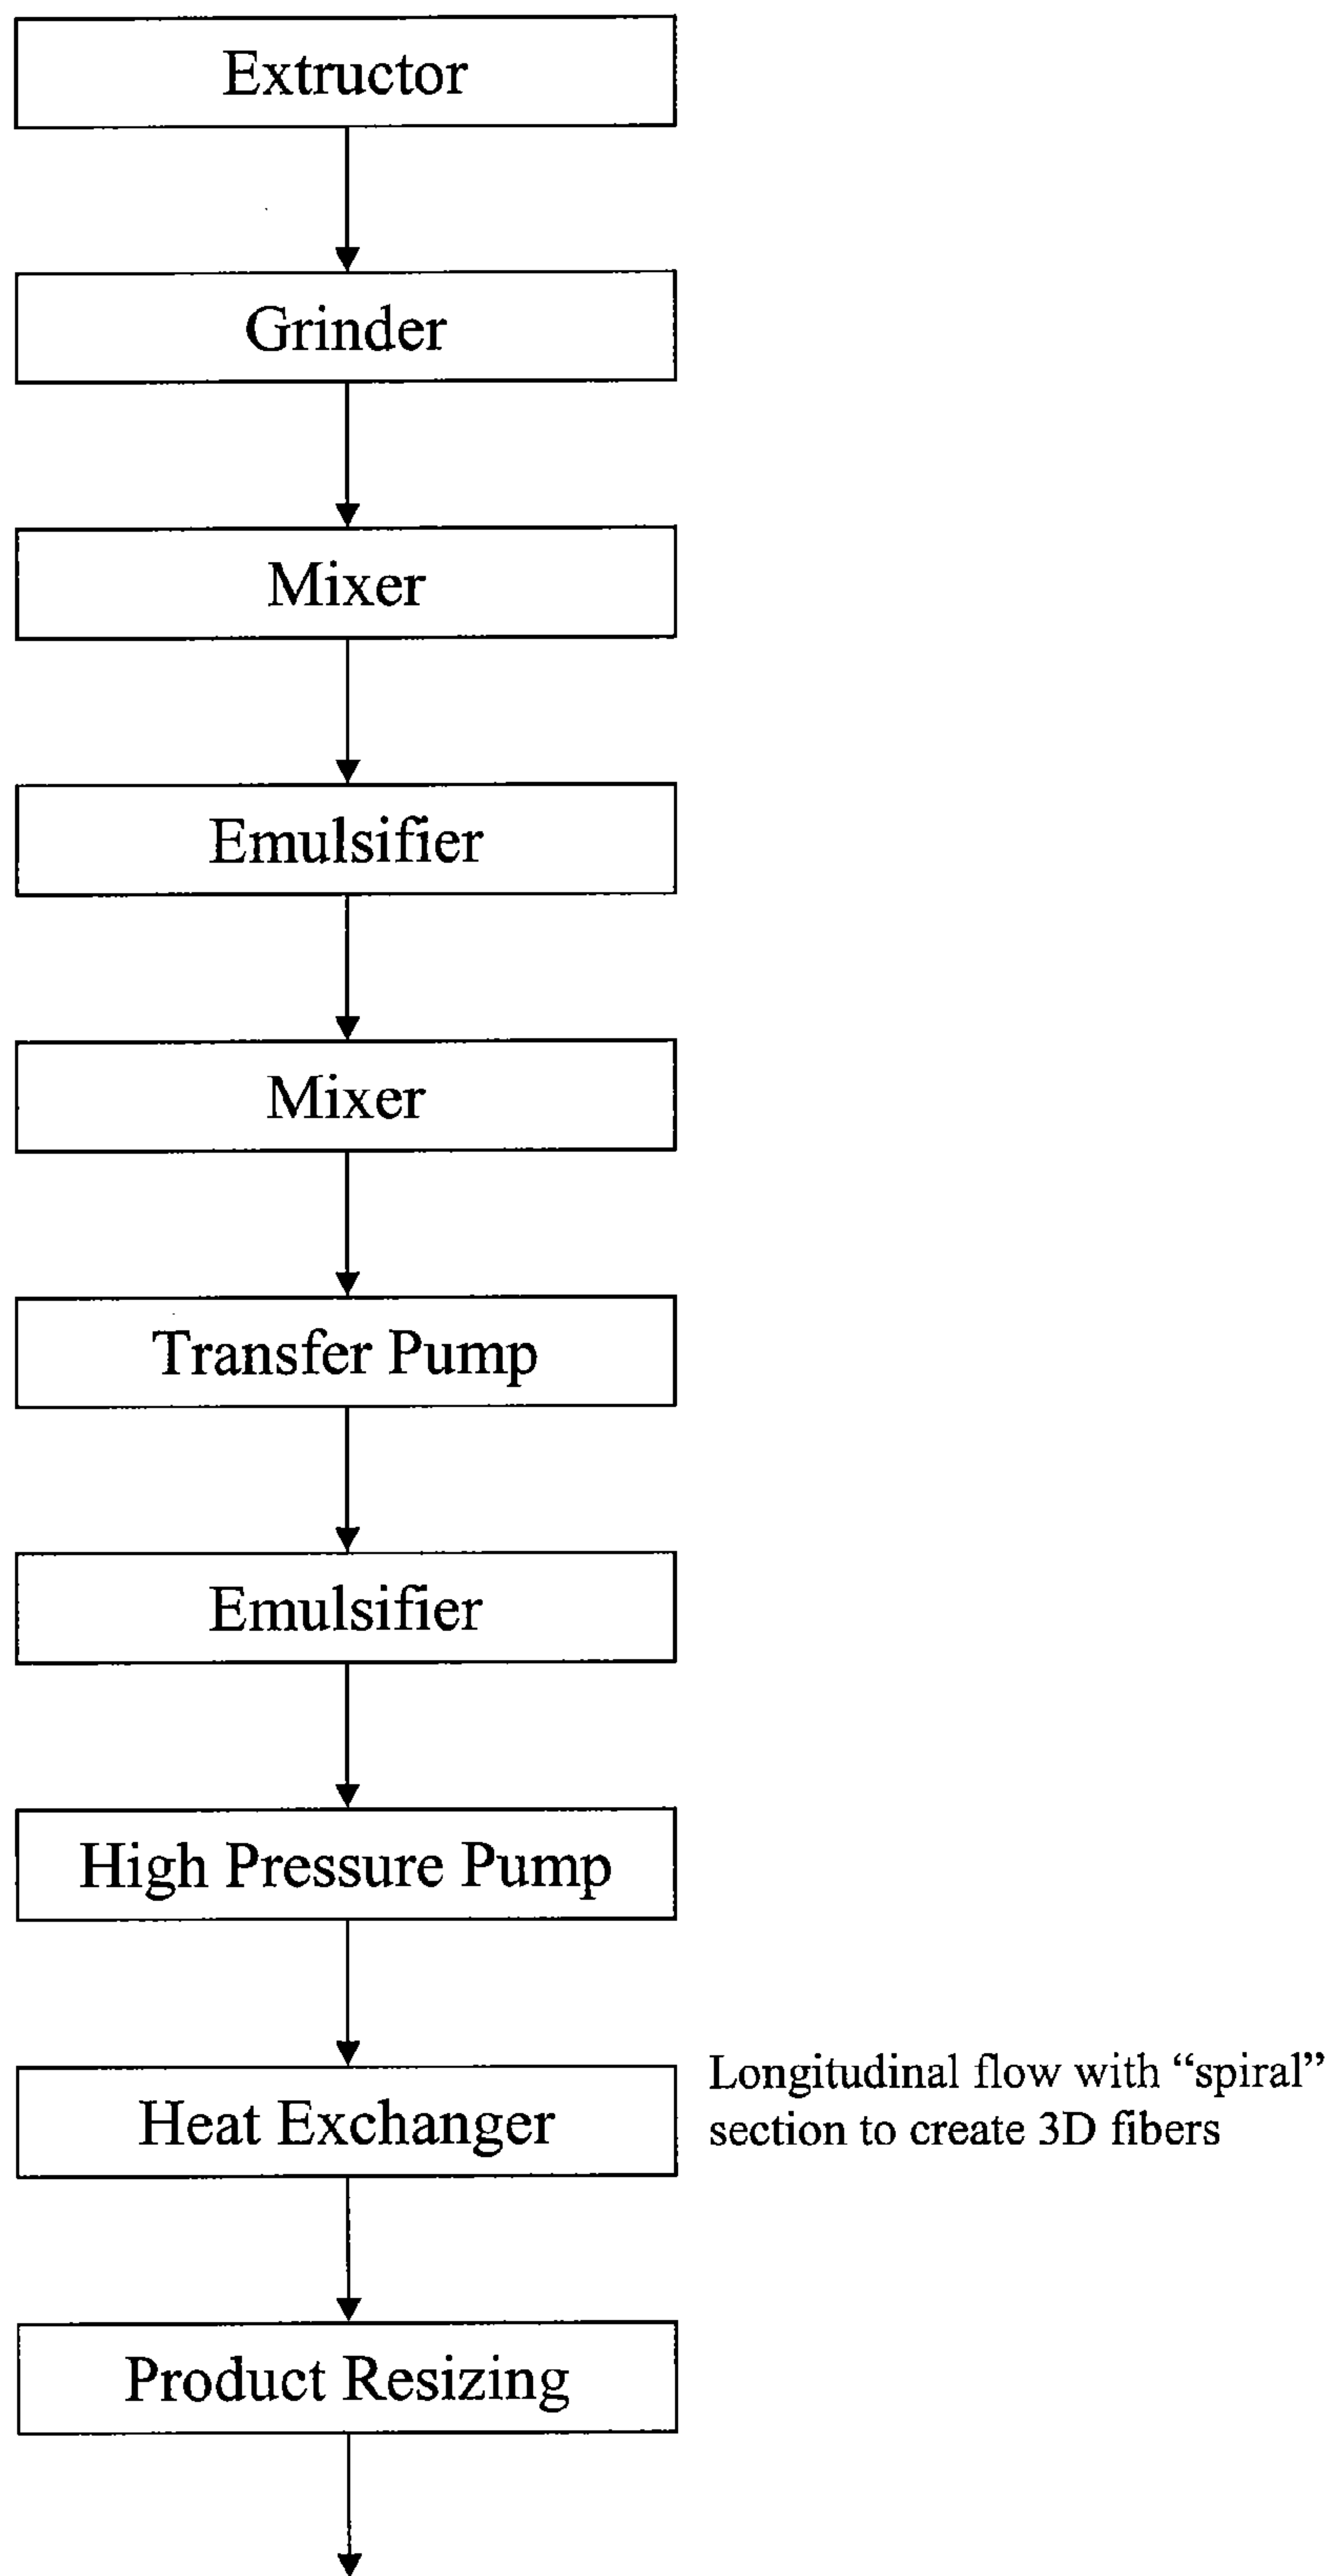 Extructor
Grinder
Mixer
Emulsifier
Mixer
Transfer Pump
Emulsifier
High Pressure Pump
Longitudinal flow with “spiral”
section to create 3D fibers
Heat Exchanger
Product Resizing